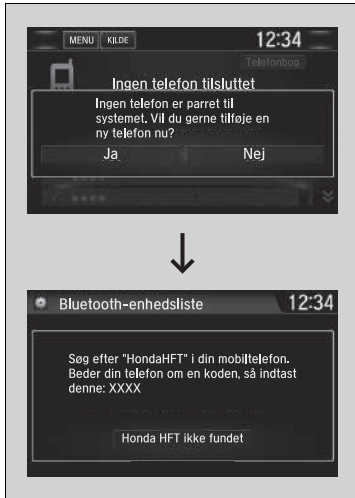 MENU KILDE 12:34
Telefonbog
Ingen telefon tilsluttet
Ingen telefon er parret til
systemet. Vil du gerne tilføje en
ny telefon nu?
Ja Nej
Bluetooth-enhedsliste 12:34
Søg efter "HondaHFT" i din mobiltelefon.
Beder din telefon om en koden, så indtast
denne: XXXX
Honda HFT ikke fundet